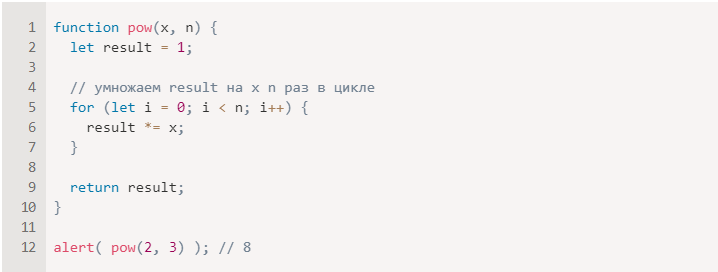 1 function pow(x, n) {
2   let result = 1;
3
4   // умножаем result на x n раз в цикле
5   for (let i = 0; i < n; i++) {
6     result *= x;
7   }
8
9   return result;
10 }
11
12 alert( pow(2, 3) ); // 8